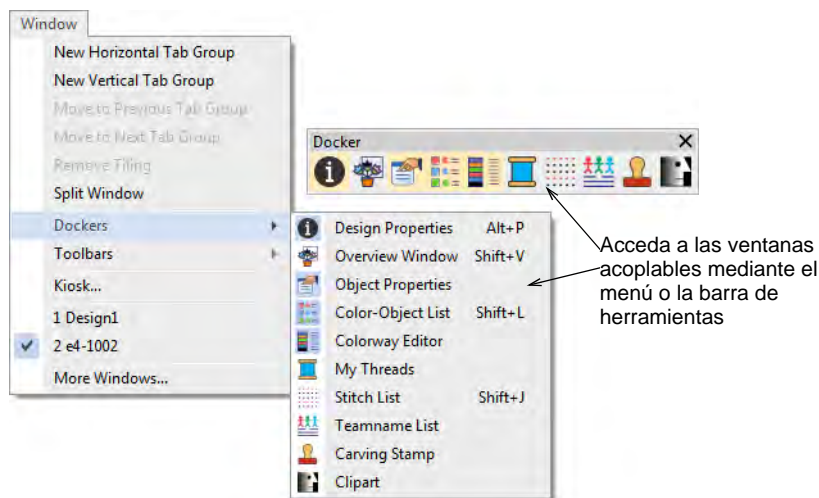 Window
New Horizontal Tab Group
New Vertical Tab Group
Move to Previous Tab Group
Move to Next Tab Group
Remove Tiling
Split Window
Dockers
Toolbars
Kiosk...
1 Design1
2 e4-1002
More Windows...
Docker
Design Properties Alt+P
Overview Window Shift+V
Object Properties
Color-Object List Shift+L
Colorway Editor
My Threads
Stitch List Shift+J
Teamname List
Carving Stamp
Clipart
Acceda a las ventanas
acoplables mediante el
menú o la barra de
herramientas